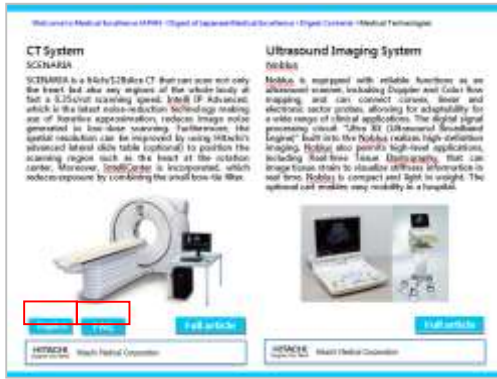 Welcome to Medical Excellence JAPAN > Digest of Japanese Medical Excellence > Digest Contents > Medical Technologies
CT System
SCENARIA
SCENARIA is a 64ch/128slice CT that can scan not only
the heart but also any regions of the whole body at
fast a 0.35s/rot scanning speed. Intelli IP Advanced,
which is the latest noise-reduction technology making
use of iterative approximation, reduces image noise
generated in low-dose scanning. Furthermore, the
spatial resolution can be improved by using Hitachi's
advanced lateral slide table (optional) to position the
scanning region such as the heart at the rotation
center. Moreover, IntelliCenter is incorporated, which
reduces exposure by combining the small bow-tie filter.
Full article
HITACHI
Inspire the Next
Hitachi Medical Corporation
Ultrasound Imaging System
Noblus
Noblus is equipped with reliable functions as an
ultrasound scanner, including Doppler and Color flow
mapping, and can connect convex, linear and
electronic sector probes, allowing for adaptability for
a wide range of clinical applications. The digital signal
processing circuit "Ultra BE (Ultrasound Broadband
Engine)" built into the Noblus realizes high-definition
imaging. Noblus also permits high-level applications,
including Real-time Tissue Elastography, that can
image tissue strain to visualize stiffness information in
real time. Noblus is compact and light in weight. The
optional cart enables easy mobility in a hospital.
Full article
HITACHI
Inspire the Next
Hitachi Medical Corporation